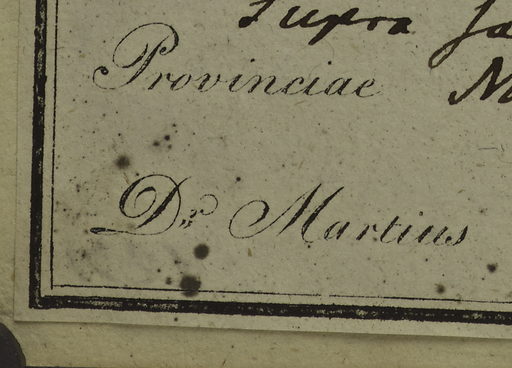 supra
Provinciae
Dr Martius